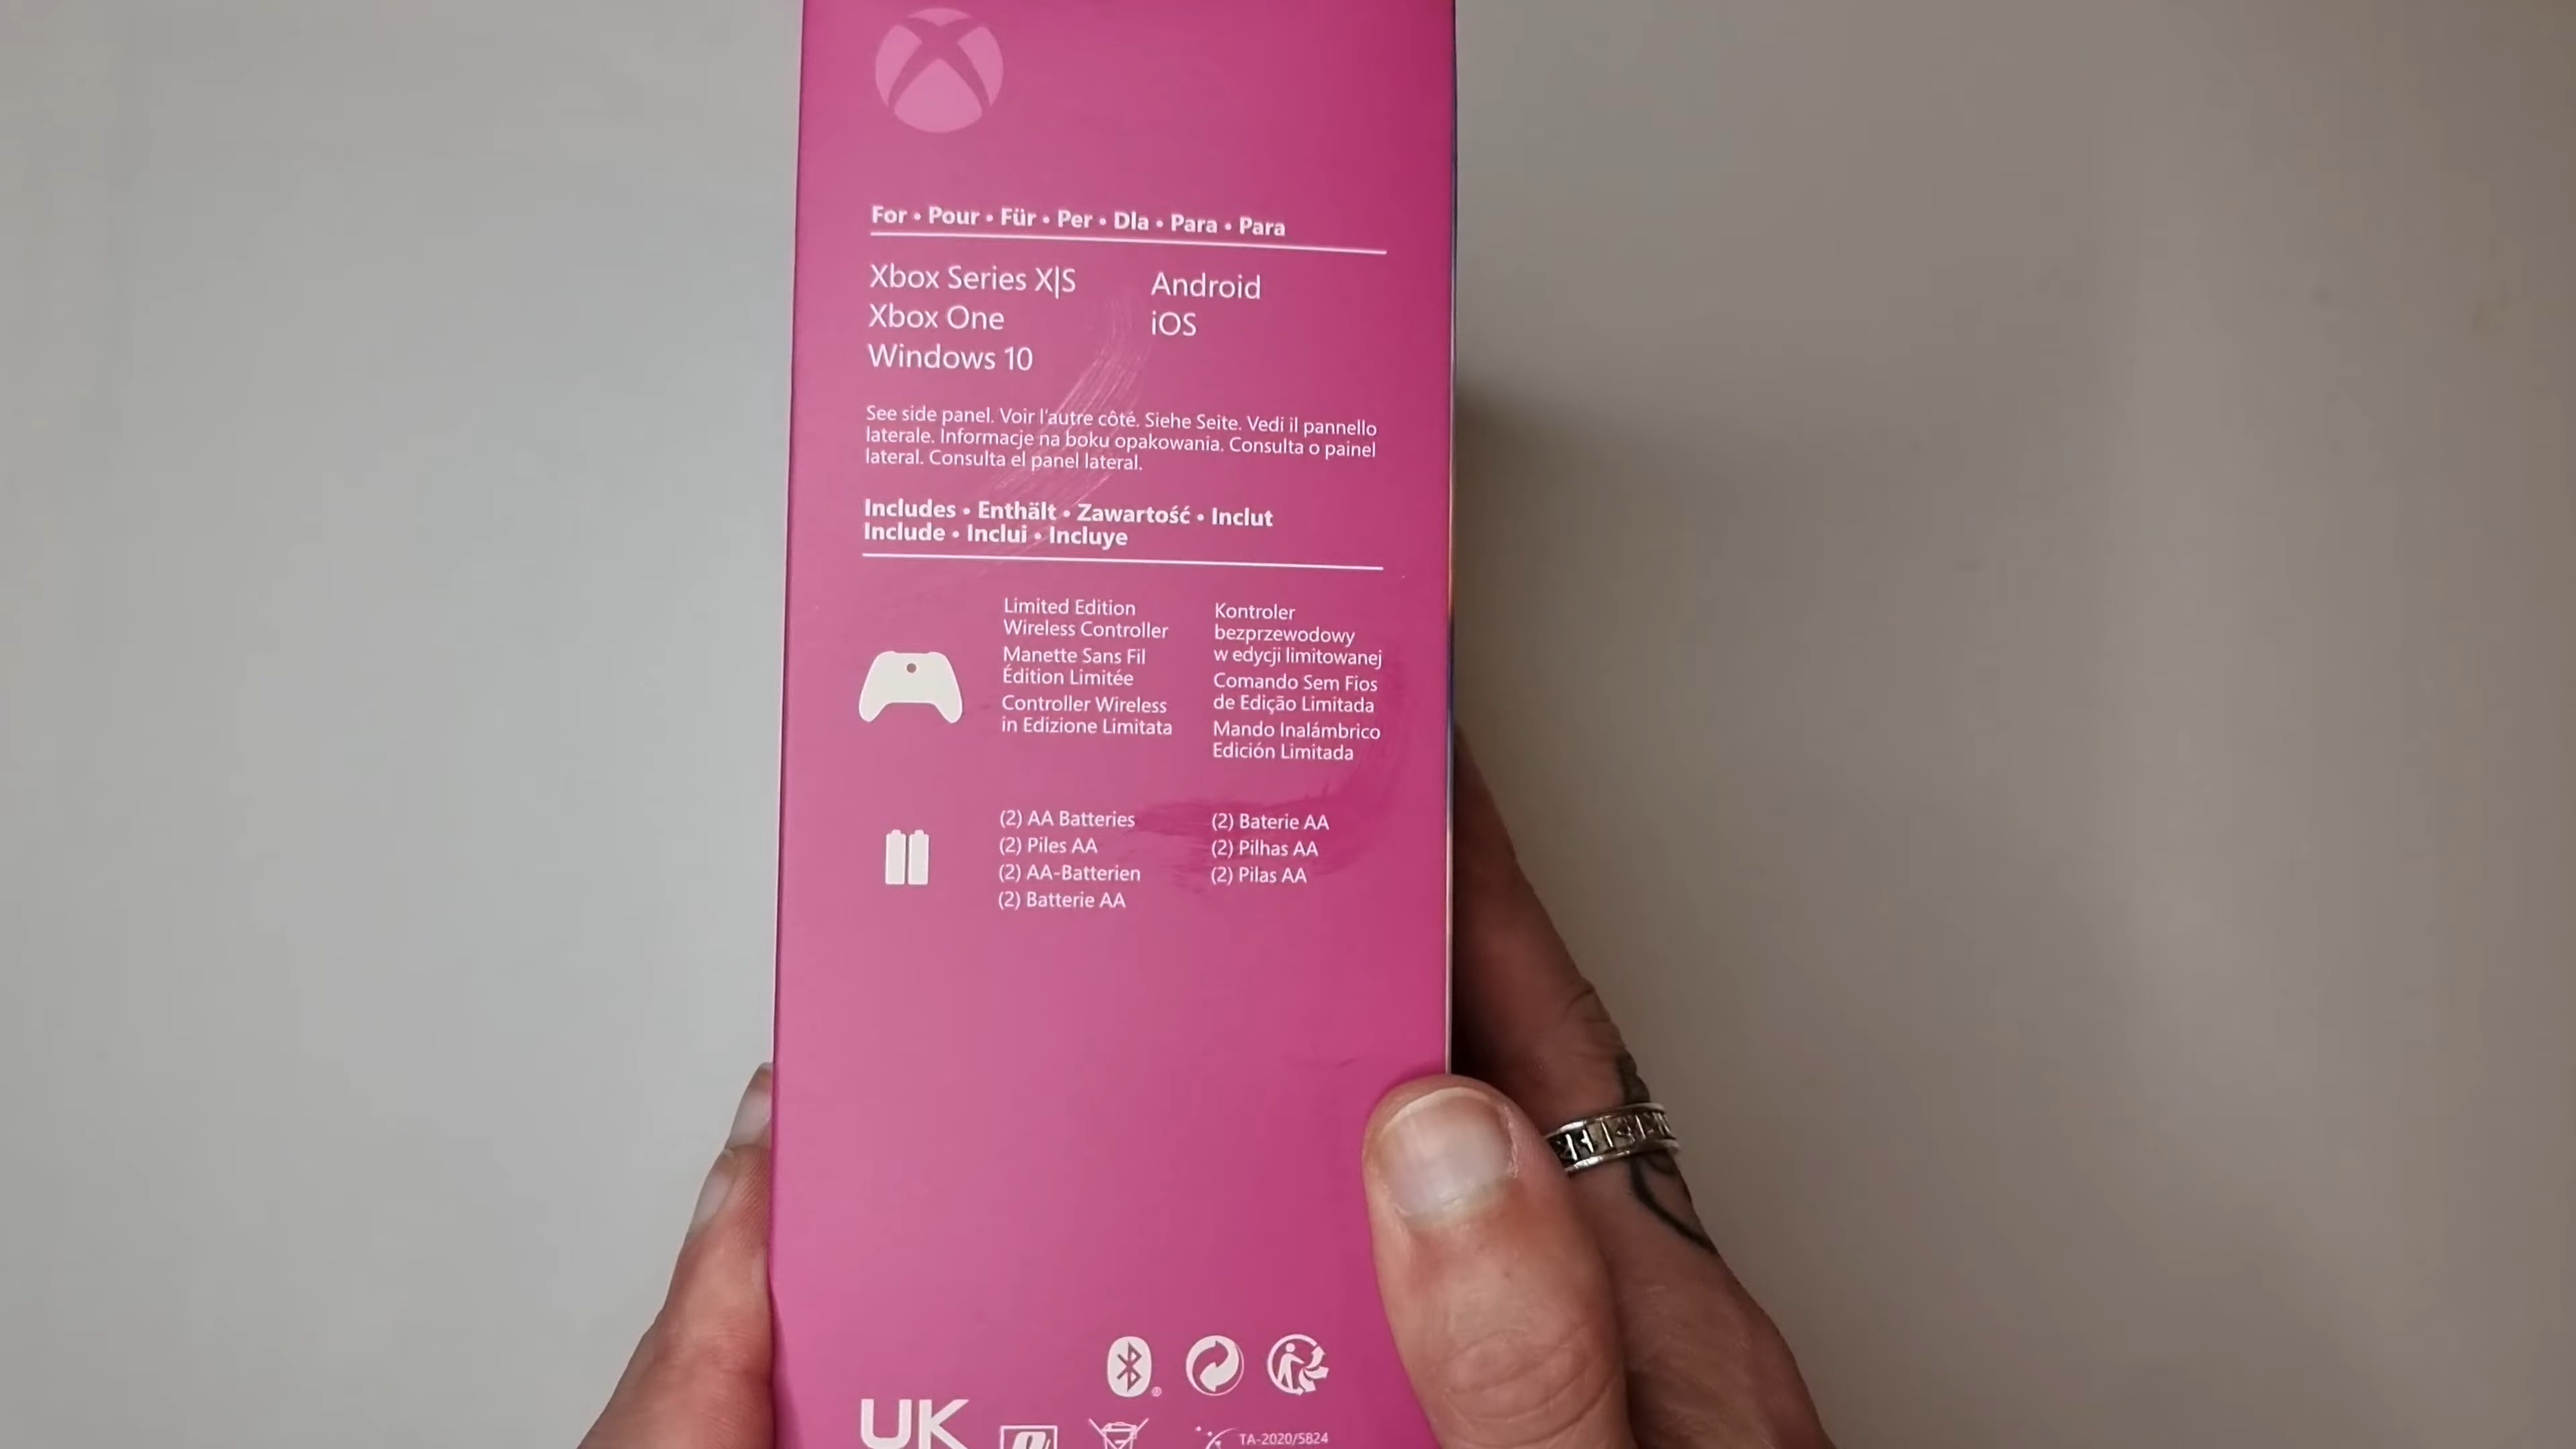 For • Pour • Für • Per • Dla • Para • Para
Xbox Series X|S
Xbox One
Windows 10
Android
iOS
See side panel. Voir l'autre côté. Siehe Seite. Vedi il pannello
laterale. Informacje na boku opakowania. Consulta o painel
lateral. Consulta el panel lateral.
Includes • Enthält • Zawartość • Inclut
Include • Inclui • Incluye
Limited Edition
Wireless Controller
Manette Sans Fil
Édition Limitée
Controller Wireless
in Edizione Limitata
Kontroler
bezprzewodowy
w edycji limitowanej
Comando Sem Fios
de Edição Limitada
Mando Inalámbrico
Edición Limitada
(2) AA Batteries
(2) Piles AA
(2) AA-Batterien
(2) Batterie AA
(2) Baterie AA
(2) Pilhas AA
(2) Pilas AA
UK
TA-2020/5824